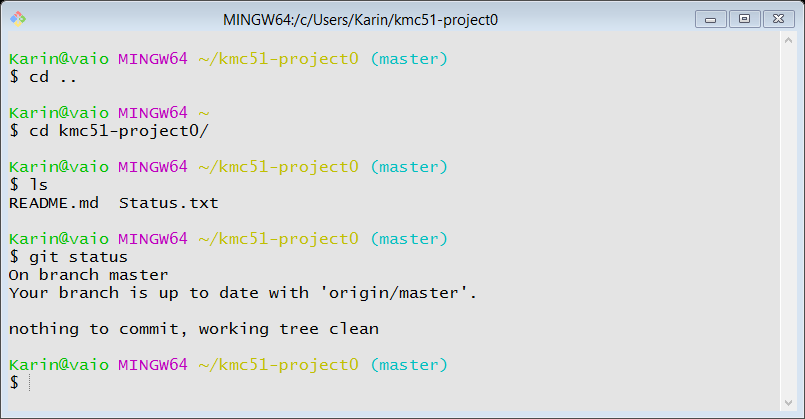 MINGW64:/c/Users/Karin/kmc51-project0
Karin@vaio MINGW64 ~/kmc51-project0 (master)
$ cd ..
Karin@vaio MINGW64 ~
$ cd kmc51-project0/
Karin@vaio MINGW64 ~/kmc51-project0 (master)
$ ls
README.md  Status.txt
Karin@vaio MINGW64 ~/kmc51-project0 (master)
$ git status
On branch master
Your branch is up to date with 'origin/master'.
nothing to commit, working tree clean
Karin@vaio MINGW64 ~/kmc51-project0 (master)
$